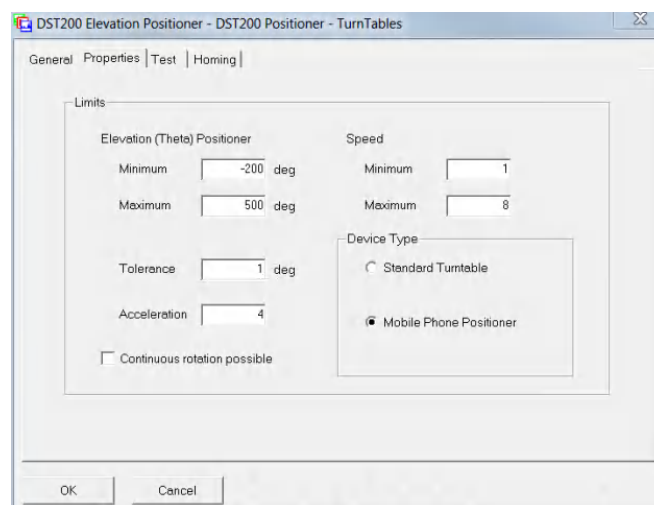 DST200 Elevation Positioner - DST200 Positioner - TurnTables
General Properties Test Homing
Limits
Elevation (Theta) Positioner
Minimum -200 deg
Maximum 500 deg
Tolerance 1 deg
Acceleration 4
Continuous rotation possible
Speed
Minimum 1
Maximum 8
Device Type
Standard Turntable
Mobile Phone Positioner
OK Cancel